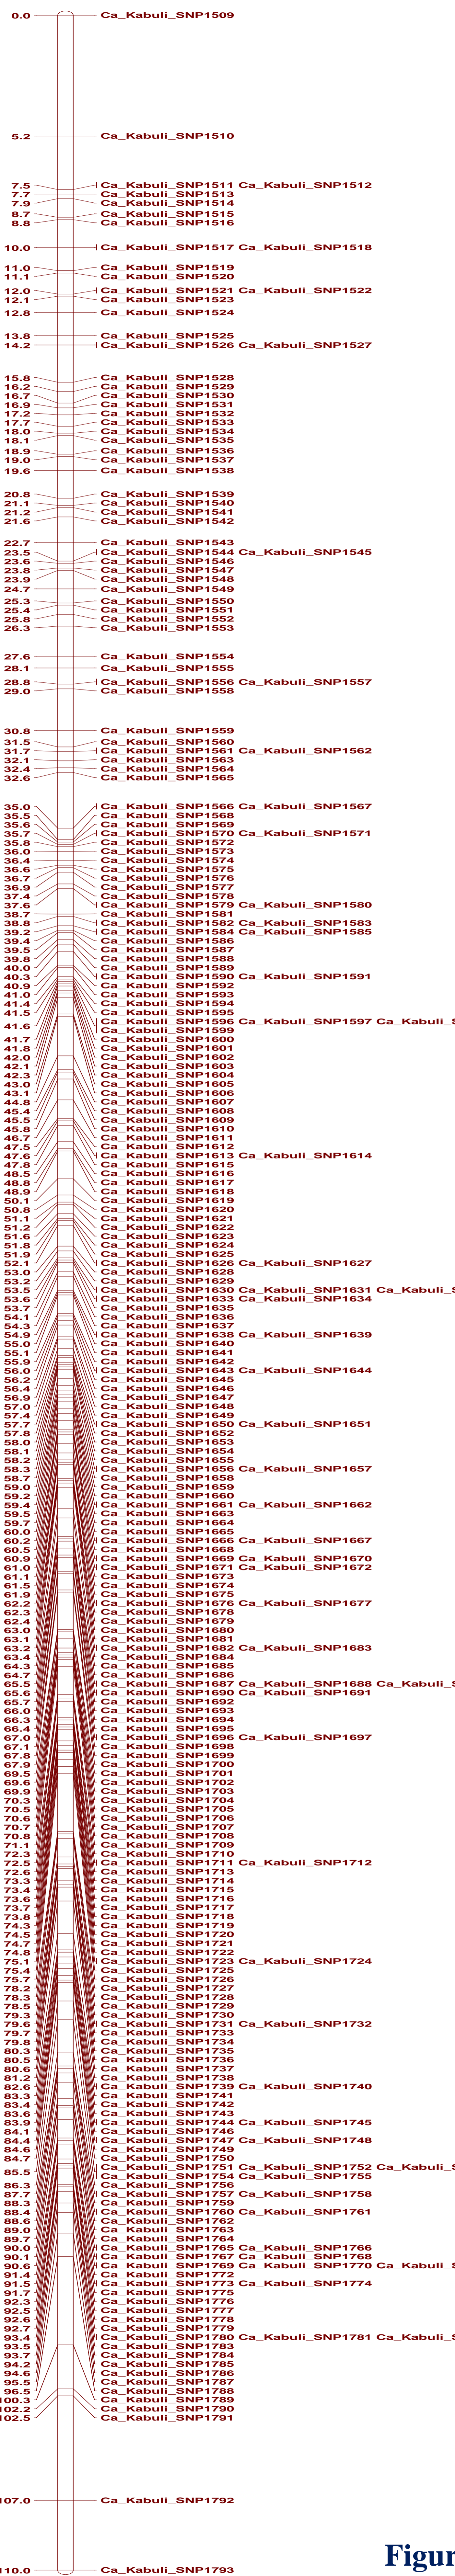 0.0 Ca_Kabuli_SNP1509
5.2 Ca_Kabuli_SNP1510
7.5 Ca_Kabuli_SNP1511 Ca_Kabuli_SNP1512
7.7 Ca_Kabuli_SNP1513
7.9 Ca_Kabuli_SNP1514
8.7 Ca_Kabuli_SNP1515
8.8 Ca_Kabuli_SNP1516
10.0 Ca_Kabuli_SNP1517 Ca_Kabuli_SNP1518
11.0 Ca_Kabuli_SNP1519
11.1 Ca_Kabuli_SNP1520
12.0 Ca_Kabuli_SNP1521 Ca_Kabuli_SNP1522
12.1 Ca_Kabuli_SNP1523
12.8 Ca_Kabuli_SNP1524
13.8 Ca_Kabuli_SNP1525
14.2 Ca_Kabuli_SNP1526 Ca_Kabuli_SNP1527
15.8 Ca_Kabuli_SNP1528
16.2 Ca_Kabuli_SNP1529
16.7 Ca_Kabuli_SNP1530
16.9 Ca_Kabuli_SNP1531
17.2 Ca_Kabuli_SNP1532
17.7 Ca_Kabuli_SNP1533
18.0 Ca_Kabuli_SNP1534
18.1 Ca_Kabuli_SNP1535
18.9 Ca_Kabuli_SNP1536
19.0 Ca_Kabuli_SNP1537
19.6 Ca_Kabuli_SNP1538
20.8 Ca_Kabuli_SNP1539
21.1 Ca_Kabuli_SNP1540
21.2 Ca_Kabuli_SNP1541
21.6 Ca_Kabuli_SNP1542
22.7 Ca_Kabuli_SNP1543
23.5 Ca_Kabuli_SNP1544 Ca_Kabuli_SNP1545
23.6 Ca_Kabuli_SNP1546
23.8 Ca_Kabuli_SNP1547
23.9 Ca_Kabuli_SNP1548
24.7 Ca_Kabuli_SNP1549
25.3 Ca_Kabuli_SNP1550
25.4 Ca_Kabuli_SNP1551
25.8 Ca_Kabuli_SNP1552
26.3 Ca_Kabuli_SNP1553
27.6 Ca_Kabuli_SNP1554
28.1 Ca_Kabuli_SNP1555
28.8 Ca_Kabuli_SNP1556 Ca_Kabuli_SNP1557
29.0 Ca_Kabuli_SNP1558
30.8 Ca_Kabuli_SNP1559
31.5 Ca_Kabuli_SNP1560
31.7 Ca_Kabuli_SNP1561 Ca_Kabuli_SNP1562
32.1 Ca_Kabuli_SNP1563
32.4 Ca_Kabuli_SNP1564
32.6 Ca_Kabuli_SNP1565
35.0 Ca_Kabuli_SNP1566 Ca_Kabuli_SNP1567
35.5 Ca_Kabuli_SNP1568
35.6 Ca_Kabuli_SNP1569
35.7 Ca_Kabuli_SNP1570 Ca_Kabuli_SNP1571
35.8 Ca_Kabuli_SNP1572
36.0 Ca_Kabuli_SNP1573
36.4 Ca_Kabuli_SNP1574
36.6 Ca_Kabuli_SNP1575
36.7 Ca_Kabuli_SNP1576
36.9 Ca_Kabuli_SNP1577
37.4 Ca_Kabuli_SNP1578
37.6 Ca_Kabuli_SNP1579 Ca_Kabuli_SNP1580
38.7 Ca_Kabuli_SNP1581
38.8 Ca_Kabuli_SNP1582 Ca_Kabuli_SNP1583
39.2 Ca_Kabuli_SNP1584 Ca_Kabuli_SNP1585
39.4 Ca_Kabuli_SNP1586
39.5 Ca_Kabuli_SNP1587
39.8 Ca_Kabuli_SNP1588
40.0 Ca_Kabuli_SNP1589
40.3 Ca_Kabuli_SNP1590 Ca_Kabuli_SNP1591
40.9 Ca_Kabuli_SNP1592
41.0 Ca_Kabuli_SNP1593
41.4 Ca_Kabuli_SNP1594
41.5 Ca_Kabuli_SNP1595
41.6 Ca_Kabuli_SNP1596 Ca_Kabuli_SNP1597 Ca_Kabuli_S
Ca_Kabuli_SNP1599
41.7 Ca_Kabuli_SNP1600
41.8 Ca_Kabuli_SNP1601
42.0 Ca_Kabuli_SNP1602
42.1 Ca_Kabuli_SNP1603
42.3 Ca_Kabuli_SNP1604
43.0 Ca_Kabuli_SNP1605
43.1 Ca_Kabuli_SNP1606
44.8 Ca_Kabuli_SNP1607
45.4 Ca_Kabuli_SNP1608
45.5 Ca_Kabuli_SNP1609
45.8 Ca_Kabuli_SNP1610
46.7 Ca_Kabuli_SNP1611
47.5 Ca_Kabuli_SNP1612
47.6 Ca_Kabuli_SNP1613 Ca_Kabuli_SNP1614
47.8 Ca_Kabuli_SNP1615
48.5 Ca_Kabuli_SNP1616
48.8 Ca_Kabuli_SNP1617
48.9 Ca_Kabuli_SNP1618
50.1 Ca_Kabuli_SNP1619
50.8 Ca_Kabuli_SNP1620
51.1 Ca_Kabuli_SNP1621
51.2 Ca_Kabuli_SNP1622
51.6 Ca_Kabuli_SNP1623
51.8 Ca_Kabuli_SNP1624
51.9 Ca_Kabuli_SNP1625
52.1 Ca_Kabuli_SNP1626 Ca_Kabuli_SNP1627
53.0 Ca_Kabuli_SNP1628
53.2 Ca_Kabuli_SNP1629
53.5 Ca_Kabuli_SNP1630 Ca_Kabuli_SNP1631 Ca_Kabuli_S
53.6 Ca_Kabuli_SNP1633 Ca_Kabuli_SNP1634
53.7 Ca_Kabuli_SNP1635
54.1 Ca_Kabuli_SNP1636
54.3 Ca_Kabuli_SNP1637
54.9 Ca_Kabuli_SNP1638 Ca_Kabuli_SNP1639
55.0 Ca_Kabuli_SNP1640
55.1 Ca_Kabuli_SNP1641
55.9 Ca_Kabuli_SNP1642
56.0 Ca_Kabuli_SNP1643 Ca_Kabuli_SNP1644
56.2 Ca_Kabuli_SNP1645
56.4 Ca_Kabuli_SNP1646
56.9 Ca_Kabuli_SNP1647
57.0 Ca_Kabuli_SNP1648
57.4 Ca_Kabuli_SNP1649
57.7 Ca_Kabuli_SNP1650 Ca_Kabuli_SNP1651
57.8 Ca_Kabuli_SNP1652
58.0 Ca_Kabuli_SNP1653
58.1 Ca_Kabuli_SNP1654
58.2 Ca_Kabuli_SNP1655
58.3 Ca_Kabuli_SNP1656 Ca_Kabuli_SNP1657
58.7 Ca_Kabuli_SNP1658
59.0 Ca_Kabuli_SNP1659
59.2 Ca_Kabuli_SNP1660
59.4 Ca_Kabuli_SNP1661 Ca_Kabuli_SNP1662
59.5 Ca_Kabuli_SNP1663
59.7 Ca_Kabuli_SNP1664
60.0 Ca_Kabuli_SNP1665
60.2 Ca_Kabuli_SNP1666 Ca_Kabuli_SNP1667
60.5 Ca_Kabuli_SNP1668
60.9 Ca_Kabuli_SNP1669 Ca_Kabuli_SNP1670
61.0 Ca_Kabuli_SNP1671 Ca_Kabuli_SNP1672
61.1 Ca_Kabuli_SNP1673
61.5 Ca_Kabuli_SNP1674
61.9 Ca_Kabuli_SNP1675
62.2 Ca_Kabuli_SNP1676 Ca_Kabuli_SNP1677
62.3 Ca_Kabuli_SNP1678
62.4 Ca_Kabuli_SNP1679
63.0 Ca_Kabuli_SNP1680
63.1 Ca_Kabuli_SNP1681
63.2 Ca_Kabuli_SNP1682 Ca_Kabuli_SNP1683
63.4 Ca_Kabuli_SNP1684
64.3 Ca_Kabuli_SNP1685
64.7 Ca_Kabuli_SNP1686
65.5 Ca_Kabuli_SNP1687 Ca_Kabuli_SNP1688 Ca_Kabuli_S
65.6 Ca_Kabuli_SNP1690 Ca_Kabuli_SNP1691
65.7 Ca_Kabuli_SNP1692
66.0 Ca_Kabuli_SNP1693
66.3 Ca_Kabuli_SNP1694
66.4 Ca_Kabuli_SNP1695
67.0 Ca_Kabuli_SNP1696 Ca_Kabuli_SNP1697
67.1 Ca_Kabuli_SNP1698
67.8 Ca_Kabuli_SNP1699
67.9 Ca_Kabuli_SNP1700
69.5 Ca_Kabuli_SNP1701
69.6 Ca_Kabuli_SNP1702
69.9 Ca_Kabuli_SNP1703
70.3 Ca_Kabuli_SNP1704
70.5 Ca_Kabuli_SNP1705
70.6 Ca_Kabuli_SNP1706
70.7 Ca_Kabuli_SNP1707
70.8 Ca_Kabuli_SNP1708
71.1 Ca_Kabuli_SNP1709
72.3 Ca_Kabuli_SNP1710
72.5 Ca_Kabuli_SNP1711 Ca_Kabuli_SNP1712
72.6 Ca_Kabuli_SNP1713
73.3 Ca_Kabuli_SNP1714
73.4 Ca_Kabuli_SNP1715
73.6 Ca_Kabuli_SNP1716
73.7 Ca_Kabuli_SNP1717
73.8 Ca_Kabuli_SNP1718
74.3 Ca_Kabuli_SNP1719
74.5 Ca_Kabuli_SNP1720
74.7 Ca_Kabuli_SNP1721
74.8 Ca_Kabuli_SNP1722
75.1 Ca_Kabuli_SNP1723 Ca_Kabuli_SNP1724
75.4 Ca_Kabuli_SNP1725
75.7 Ca_Kabuli_SNP1726
78.2 Ca_Kabuli_SNP1727
78.3 Ca_Kabuli_SNP1728
78.5 Ca_Kabuli_SNP1729
79.3 Ca_Kabuli_SNP1730
79.6 Ca_Kabuli_SNP1731 Ca_Kabuli_SNP1732
79.7 Ca_Kabuli_SNP1733
79.8 Ca_Kabuli_SNP1734
80.3 Ca_Kabuli_SNP1735
80.5 Ca_Kabuli_SNP1736
80.6 Ca_Kabuli_SNP1737
81.2 Ca_Kabuli_SNP1738
82.6 Ca_Kabuli_SNP1739 Ca_Kabuli_SNP1740
83.3 Ca_Kabuli_SNP1741
83.4 Ca_Kabuli_SNP1742
83.6 Ca_Kabuli_SNP1743
83.9 Ca_Kabuli_SNP1744 Ca_Kabuli_SNP1745
84.1 Ca_Kabuli_SNP1746
84.4 Ca_Kabuli_SNP1747 Ca_Kabuli_SNP1748
84.6 Ca_Kabuli_SNP1749
84.7 Ca_Kabuli_SNP1750
85.5 Ca_Kabuli_SNP1751 Ca_Kabuli_SNP1752 Ca_Kabuli_S
Ca_Kabuli_SNP1754 Ca_Kabuli_SNP1755
86.3 Ca_Kabuli_SNP1756
87.7 Ca_Kabuli_SNP1757 Ca_Kabuli_SNP1758
88.3 Ca_Kabuli_SNP1759
88.4 Ca_Kabuli_SNP1760 Ca_Kabuli_SNP1761
88.6 Ca_Kabuli_SNP1762
89.0 Ca_Kabuli_SNP1763
89.7 Ca_Kabuli_SNP1764
90.0 Ca_Kabuli_SNP1765 Ca_Kabuli_SNP1766
90.1 Ca_Kabuli_SNP1767 Ca_Kabuli_SNP1768
90.6 Ca_Kabuli_SNP1769 Ca_Kabuli_SNP1770 Ca_Kabuli_S
91.4 Ca_Kabuli_SNP1772
91.5 Ca_Kabuli_SNP1773 Ca_Kabuli_SNP1774
91.7 Ca_Kabuli_SNP1775
92.3 Ca_Kabuli_SNP1776
92.5 Ca_Kabuli_SNP1777
92.6 Ca_Kabuli_SNP1778
92.7 Ca_Kabuli_SNP1779
93.4 Ca_Kabuli_SNP1780 Ca_Kabuli_SNP1781 Ca_Kabuli_S
93.5 Ca_Kabuli_SNP1783
93.7 Ca_Kabuli_SNP1784
94.2 Ca_Kabuli_SNP1785
94.6 Ca_Kabuli_SNP1786
95.5 Ca_Kabuli_SNP1787
96.5 Ca_Kabuli_SNP1788
100.3 Ca_Kabuli_SNP1789
102.2 Ca_Kabuli_SNP1790
102.5 Ca_Kabuli_SNP1791
107.0 Ca_Kabuli_SNP1792
Figur
110.0 Ca_Kabuli_SNP1793